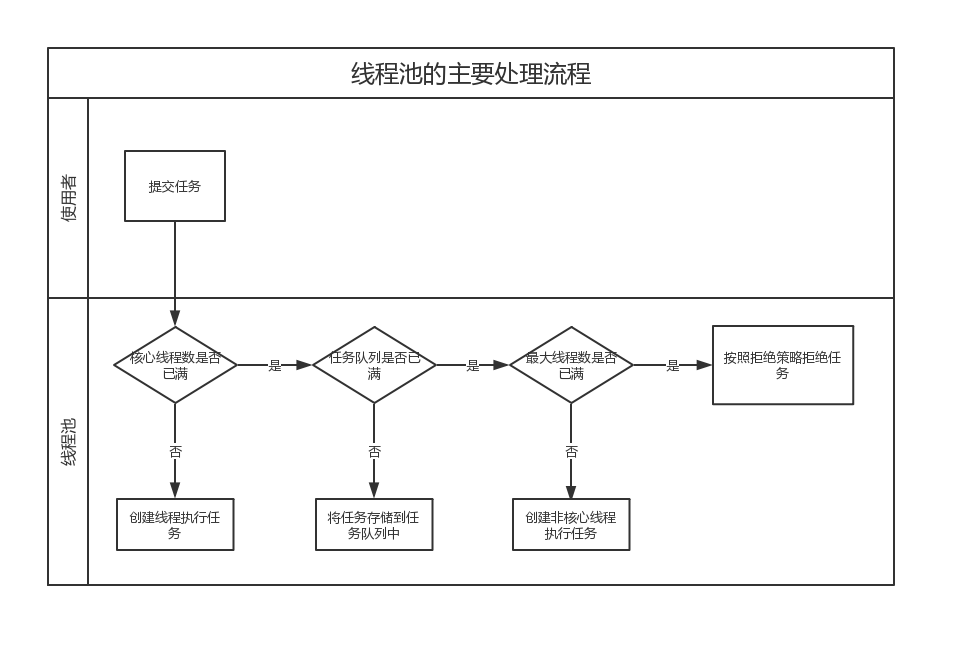 线程池的主要处理流程
使用者
提交任务
线程池
核心线程数是否
已满
是
任务队列是否已
满
是
最大线程数是否
已满
是
按照拒绝策略拒绝任
务
否
否
否
创建线程执行任
务
将任务存储到任
务队列中
创建非核心线程
执行任务